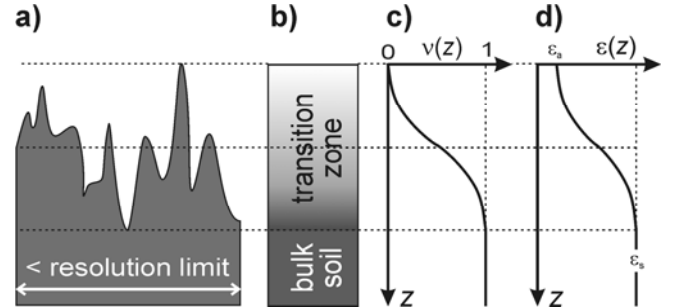 a)
b)
c)
d)
0
ν(z)
1
εa
ε(z)
transition
zone
bulk
soil
< resolution limit
z
z
εs